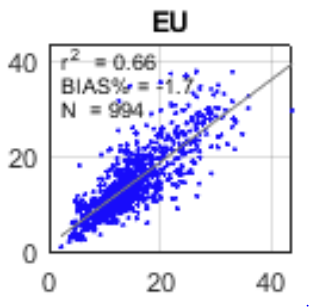 EU
40
r² = 0.66
BIAS% = -1.7
N = 994
20
0
0 20 40